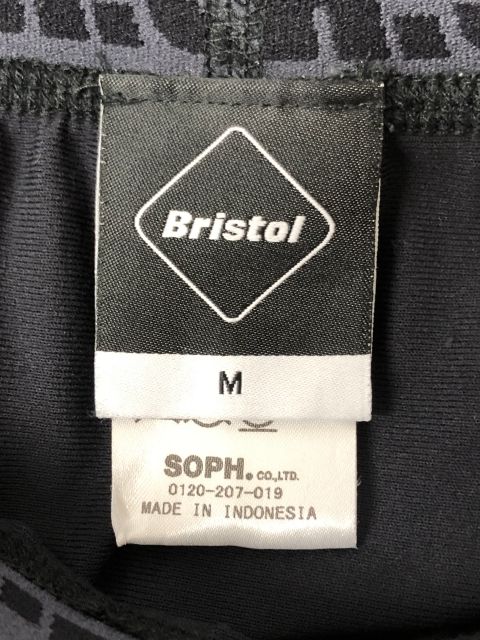 Bristol
M
SOPH. CO.,LTD.
0120-207-019
MADE IN INDONESIA